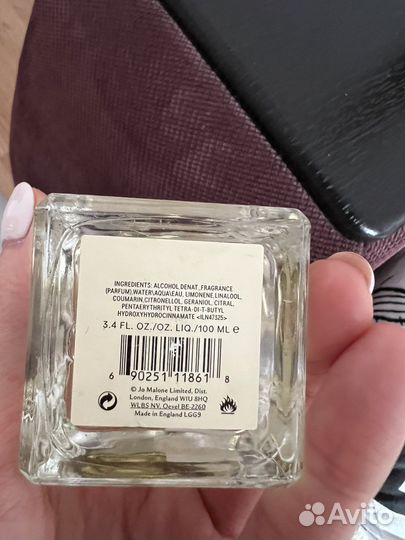 INGREDIENTS: ALCOHOL DENAT.,FRAGRANCE
(PARFUM),WATER\AQUA\EAU, LIMONENE,LINALOOL,
COUMARIN,CITRONELLOL, GERANIOL, CITRAL,
PENTAERYTHRITYL TETRA-DI-T-BUTYL
HYDROXYHYDROCINNAMATE <ILN47525>
3.4 FL. OZ./OZ. LIQ./100 ML e
6 90251 11861 8
© Jo Malone Limited, Dist.
London, England W1U 8HQ
WLBS NV. Oevel BE-2260
Made in England LGG9
Avito